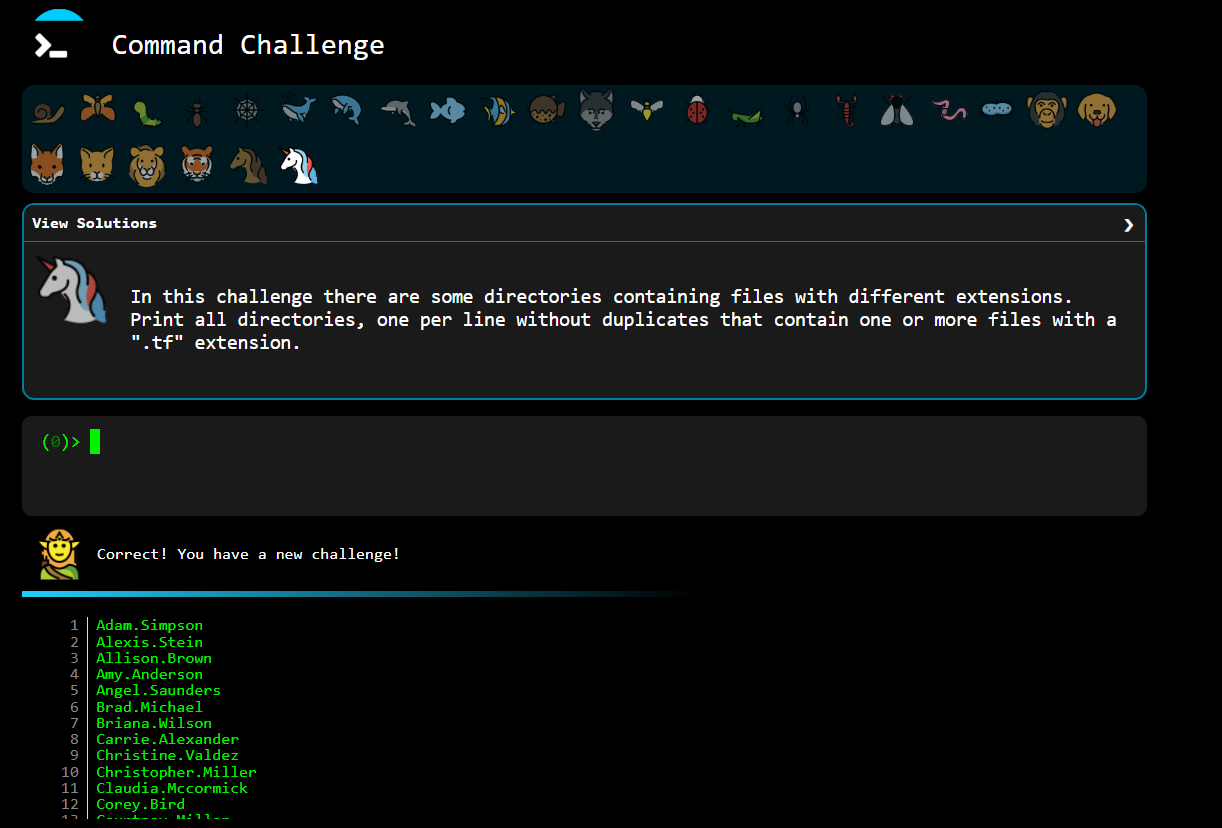 Command Challenge
View Solutions
In this challenge there are some directories containing files with different extensions.
Print all directories, one per line without duplicates that contain one or more files with a
".tf" extension.
(0)>
Correct! You have a new challenge!
1 Adam.Simpson
2 Alexis.Stein
3 Allison.Brown
4 Amy.Anderson
5 Angel.Saunders
6 Brad.Michael
7 Briana.Wilson
8 Carrie.Alexander
9 Christine.Valdez
10 Christopher.Miller
11 Claudia.Mccormick
12 Corey.Bird
13 Courtney.Miller